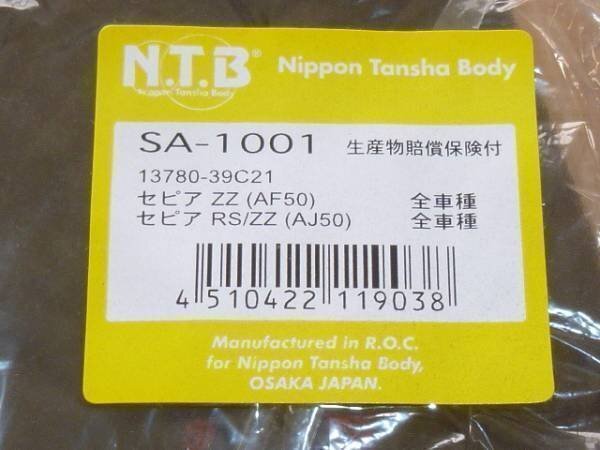 N.T.B®
Nippon Tansha Body
Nippon Tansha Body
SA-1001 生産物賠償保険付
13780-39C21
セピア ZZ (AF50) 全車種
セピア RS/ZZ (AJ50) 全車種
4 510422 119038
Manufactured in R.O.C.
for Nippon Tansha Body,
OSAKA JAPAN.